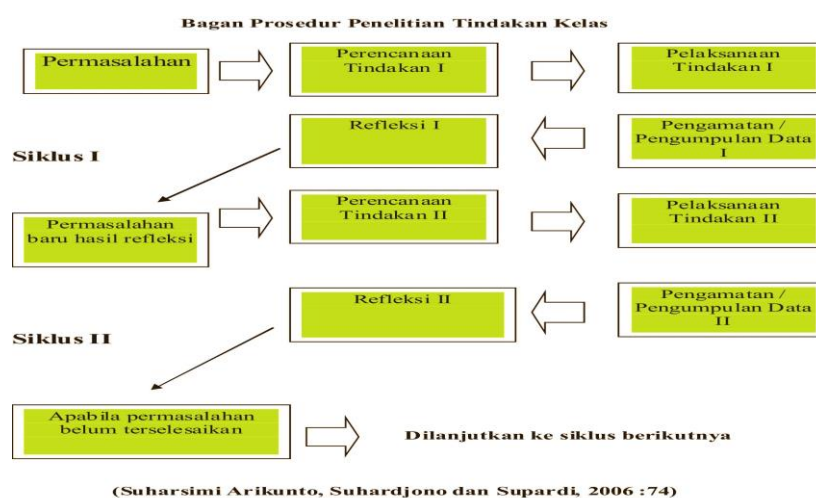 Bagan Prosedur Penelitian Tindakan Kelas
Permasalahan
Perencanaan
Tindakan I
Pelaksanaan
Tindakan I
Refleksi I
Pengamatan /
Pengumpulan Data
I
Siklus I
Permasalahan
baru hasil refleksi
Perencanaan
Tindakan II
Pelaksanaan
Tindakan II
Refleksi II
Pengamatan /
Pengumpulan Data
II
Siklus II
Apabila permasalahan
belum terselesaikan
Dilanjutkan ke siklus berikutnya
(Suharsimi Arikunto, Suhardjono dan Supardi, 2006 :74)